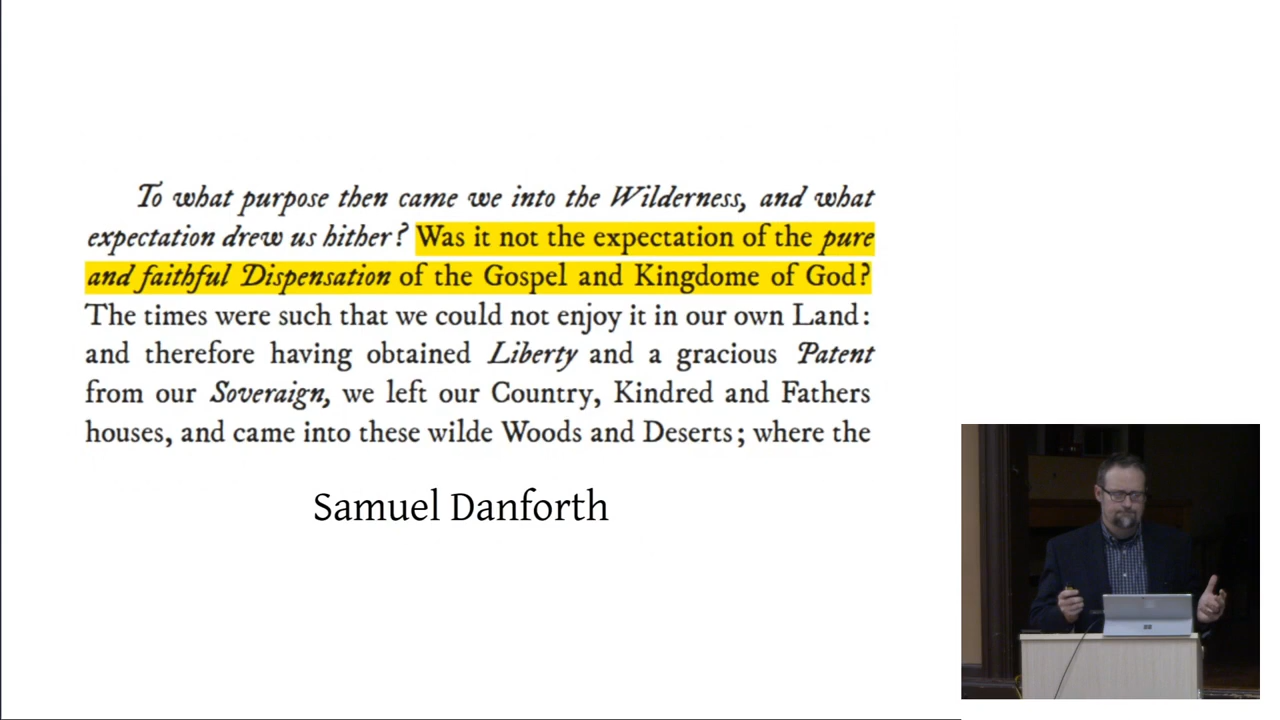 To what purpose then came we into the Wilderness, and what
expectation drew us hither? Was it not the expectation of the pure
and faithful Dispensation of the Gospel and Kingdome of God?
The times were such that we could not enjoy it in our own Land:
and therefore having obtained Liberty and a gracious Patent
from our Soveraign, we left our Country, Kindred and Fathers
houses, and came into these wilde Woods and Deserts; where the
Samuel Danforth